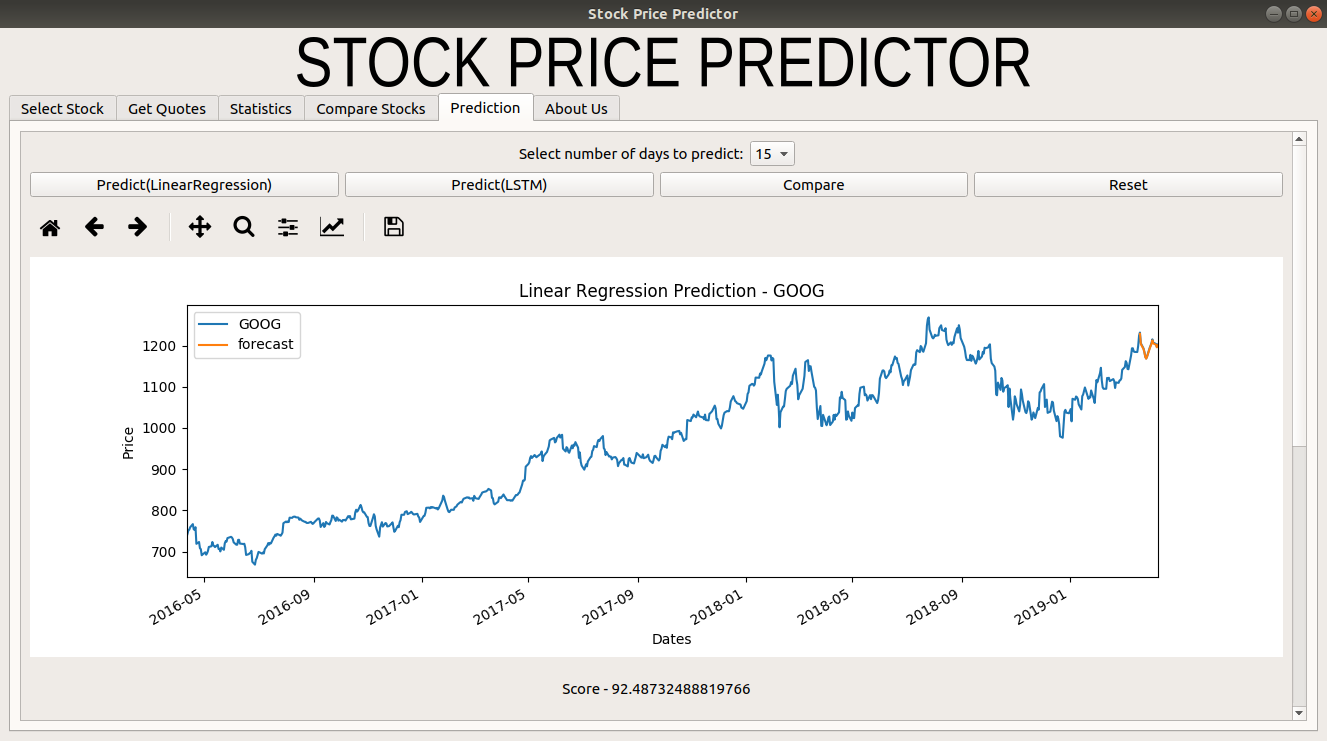 Stock Price Predictor
STOCK PRICE PREDICTOR
Select Stock Get Quotes Statistics Compare Stocks Prediction About Us
Select number of days to predict: 15
Predict(LinearRegression) Predict(LSTM) Compare Reset
Linear Regression Prediction - GOOG
GOOG
forecast
1200
1100
1000
900
800
700
Price
2016-05 2016-09 2017-01 2017-05 2017-09 2018-01 2018-05 2018-09 2019-01
Dates
Score - 92.48732488819766